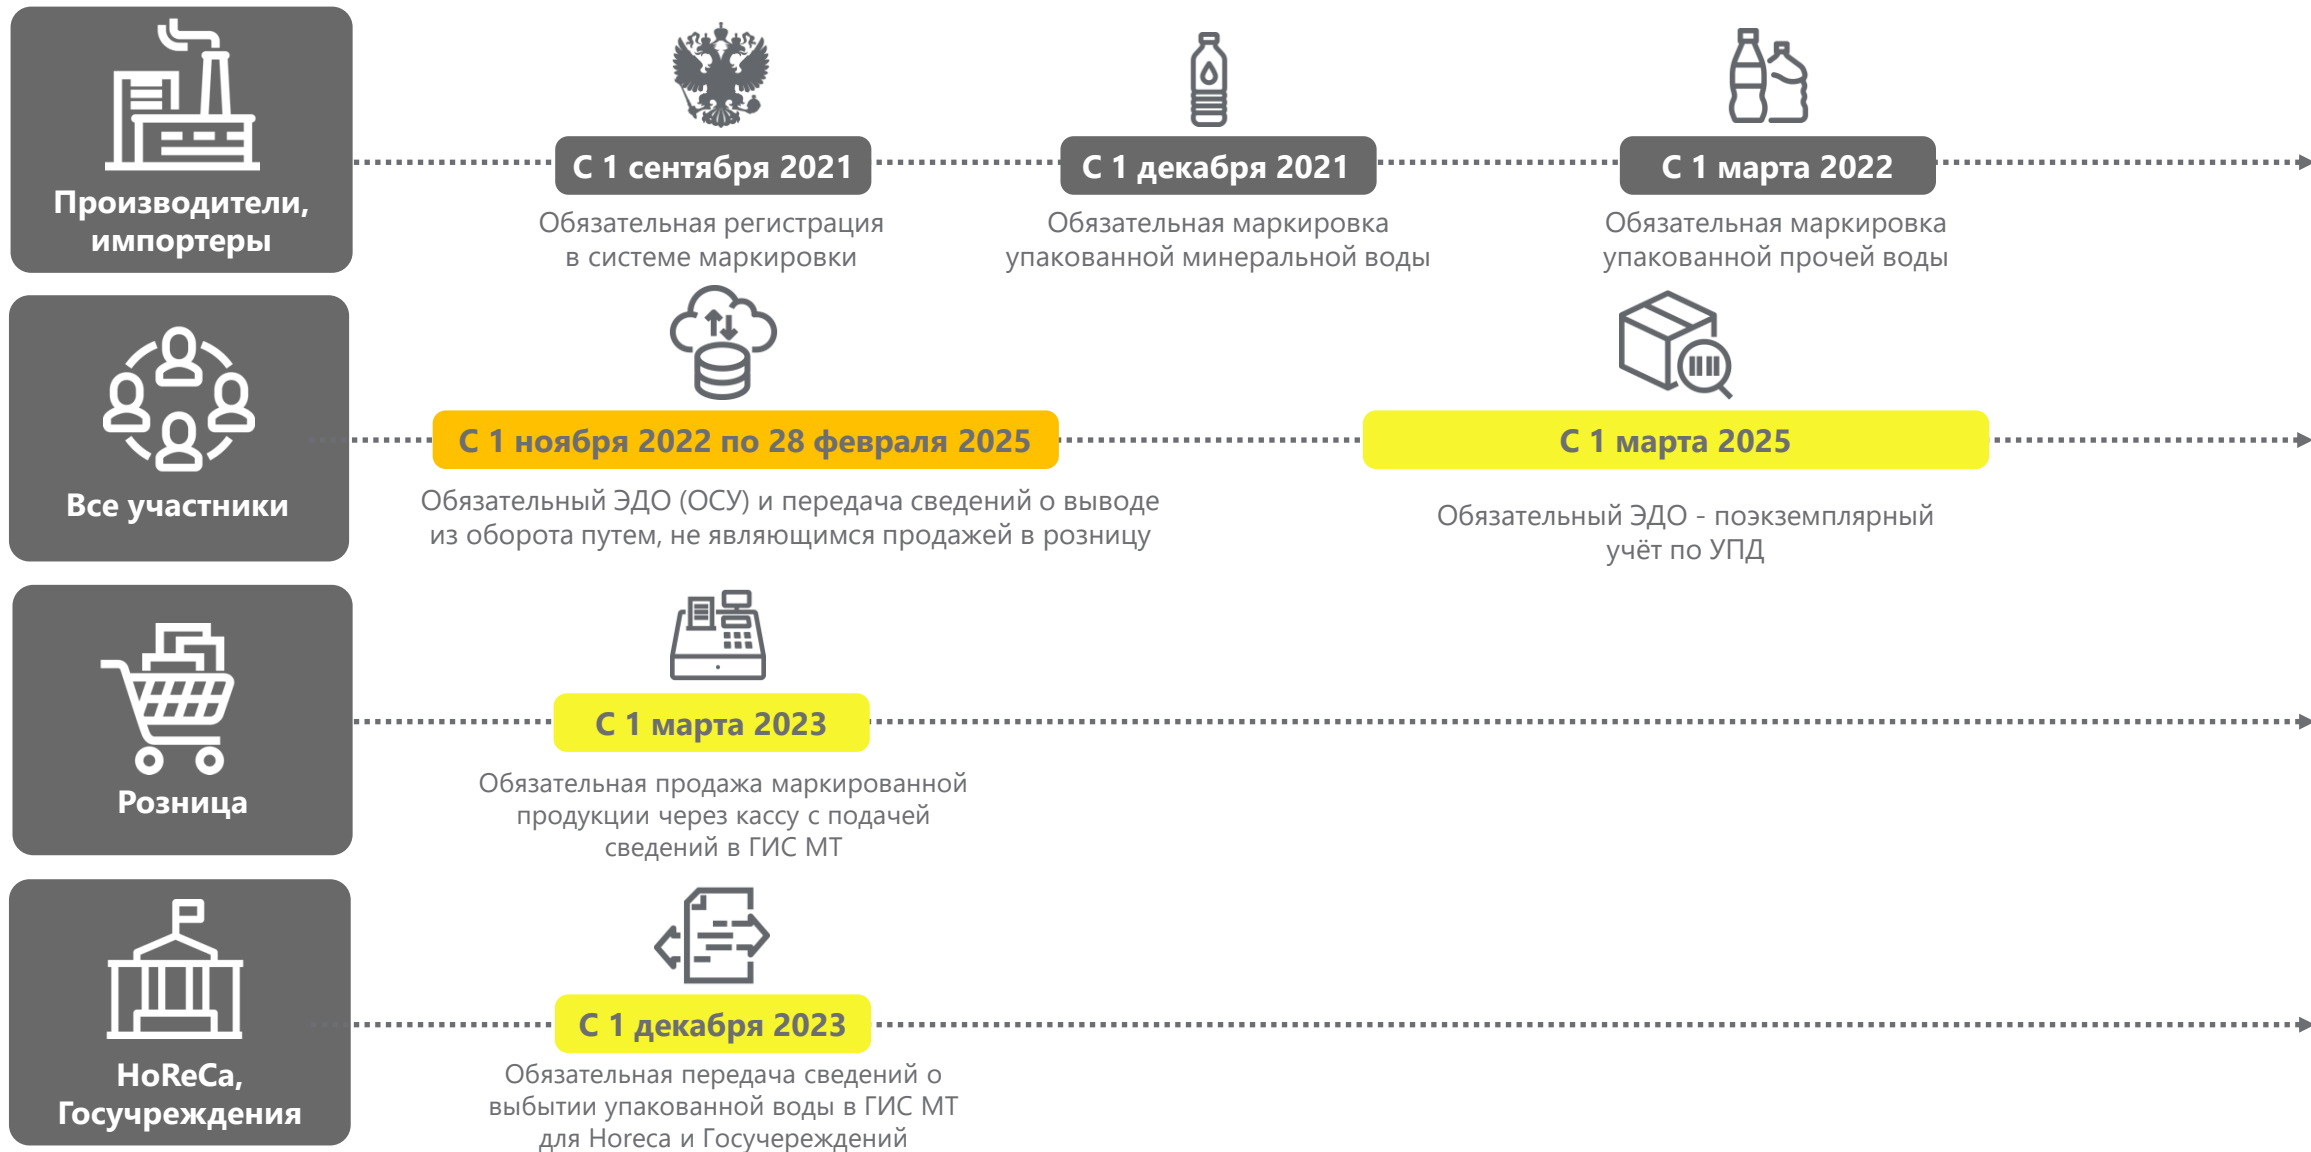 Производители,
импортеры
С 1 сентября 2021
Обязательная регистрация
в системе маркировки
С 1 декабря 2021
Обязательная маркировка
упакованной минеральной воды
С 1 марта 2022
Обязательная маркировка
упакованной прочей воды
Все участники
С 1 ноября 2022 по 28 февраля 2025
Обязательный ЭДО (ОСУ) и передача сведений о выводе
из оборота путем, не являющимся продажей в розницу
С 1 марта 2025
Обязательный ЭДО - поэкземплярный
учёт по УПД
Розница
С 1 марта 2023
Обязательная продажа маркированной
продукции через кассу с подачей
сведений в ГИС МТ
HoReCa,
Госучреждения
С 1 декабря 2023
Обязательная передача сведений о
выбытии упакованной воды в ГИС МТ
для Horeca и Госучереждений